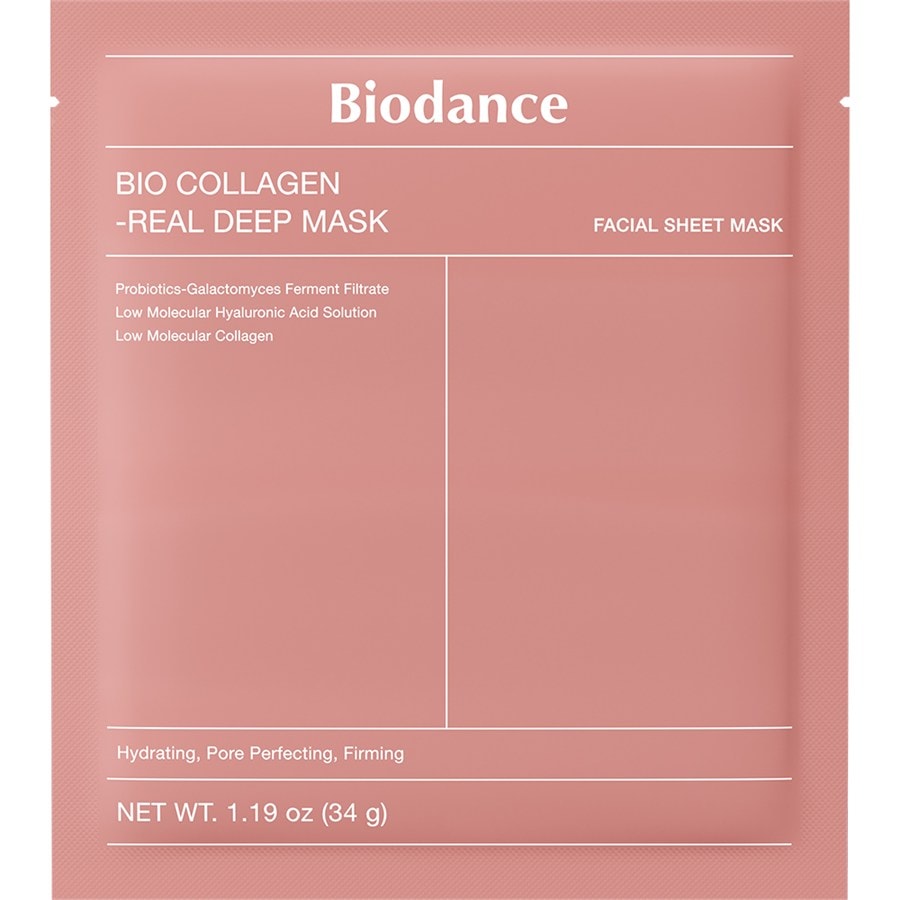 Biodance
BIO COLLAGEN
-REAL DEEP MASK
FACIAL SHEET MASK
Probiotics-Galactomyces Ferment Filtrate
Low Molecular Hyaluronic Acid Solution
Low Molecular Collagen
Hydrating, Pore Perfecting, Firming
NET WT. 1.19 oz (34 g)